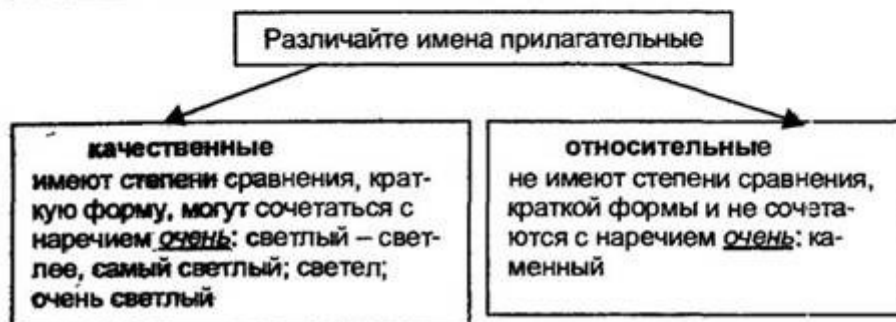 Различайте имена прилагательные
качественные
имеют степени сравнения, крат-
кую форму, могут сочетаться с
наречием очень: светлый – свет-
лее, самый светлый; светел;
очень светлый
относительные
не имеют степени сравнения,
краткой формы и не сочета-
ются с наречием очень: ка-
менный